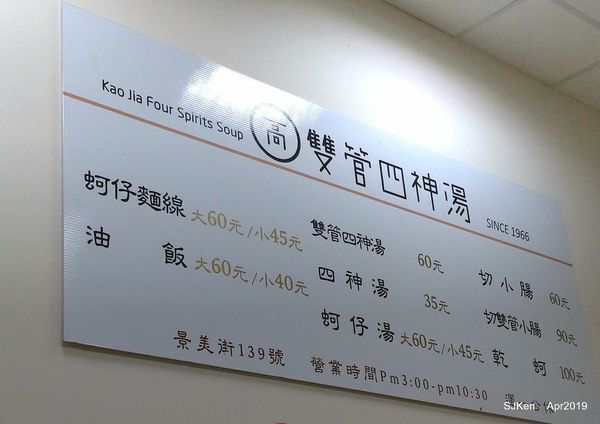 Kao Jia Four Spirits Soup
高 雙管四神湯 SINCE 1966
蚵仔麵線 大60元/小45元 雙管四神湯 60元 切小腸 60元
油飯 大60元/小40元 四神湯 35元 切雙管小腸 90元
蚵仔湯 大60元/小45元 乾蚵 100元
景美街139號 營業時間Pm3:00-pm10:30
SJKen. Apr2019